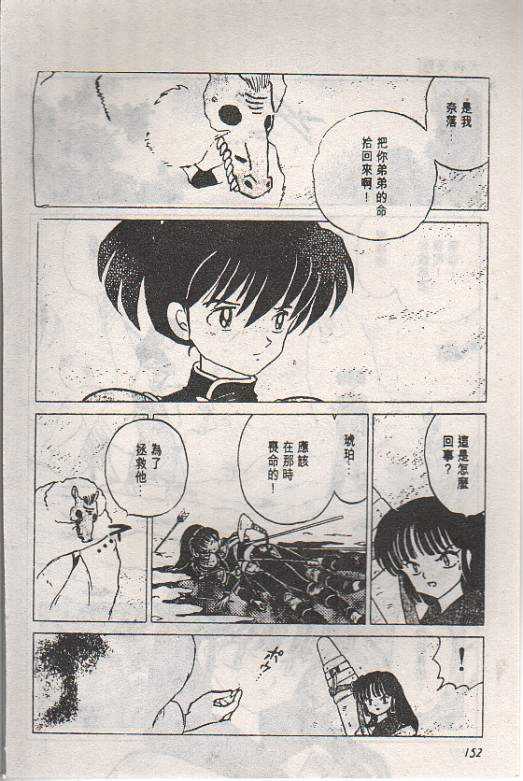 是我
奈落…
把你弟弟的命
拾回來啊！
這是怎麼
回事？
琥珀…
應該
在那時
喪命的！
為了
拯救他…
！
ポウ
152